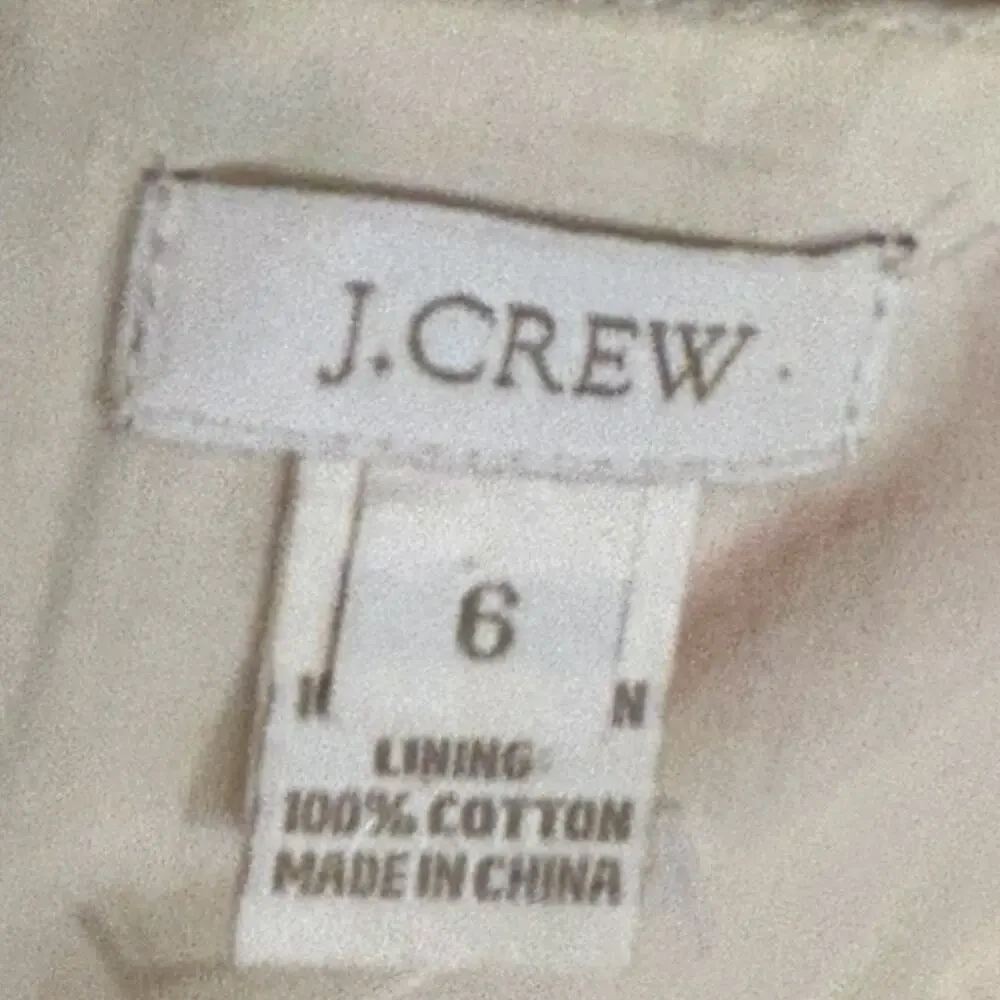 J.CREW
6
N
LINING
100% COTTON
MADE IN CHINA